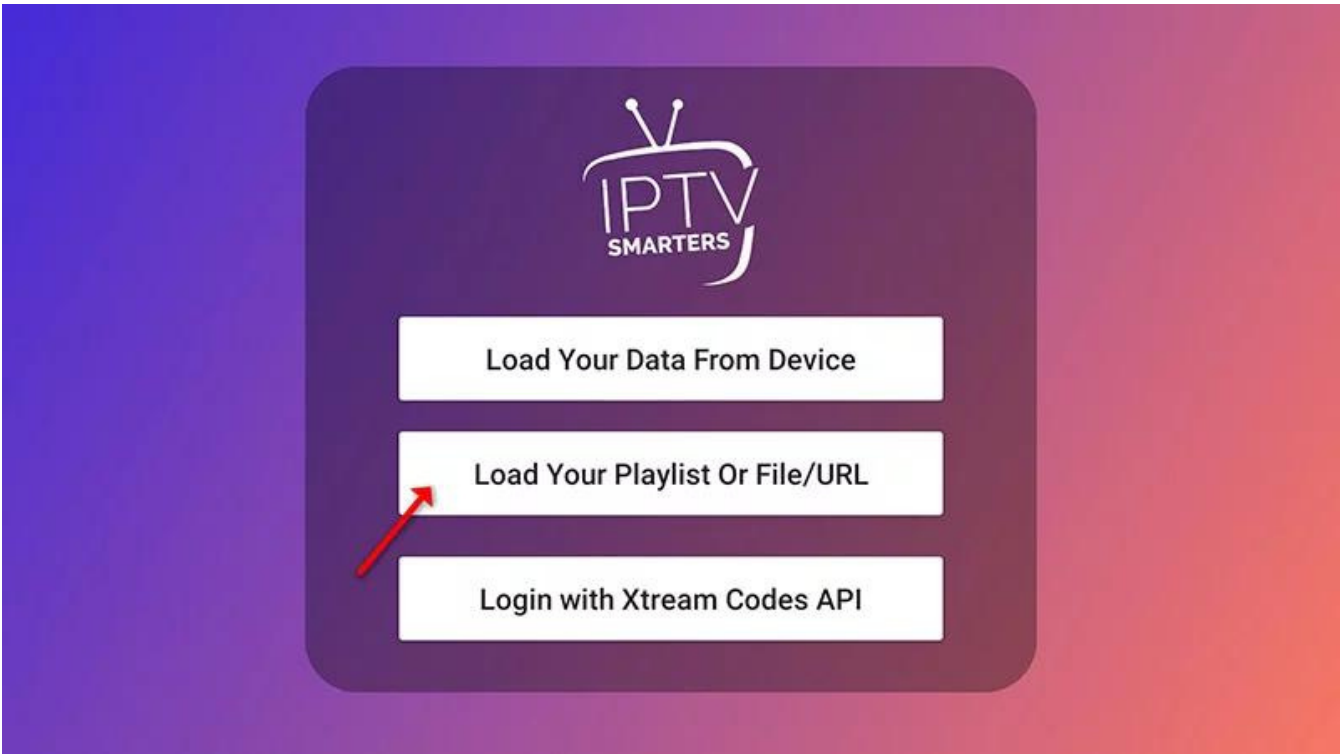 IPTV
SMARTERS
Load Your Data From Device
Load Your Playlist Or File/URL
Login with Xtream Codes API